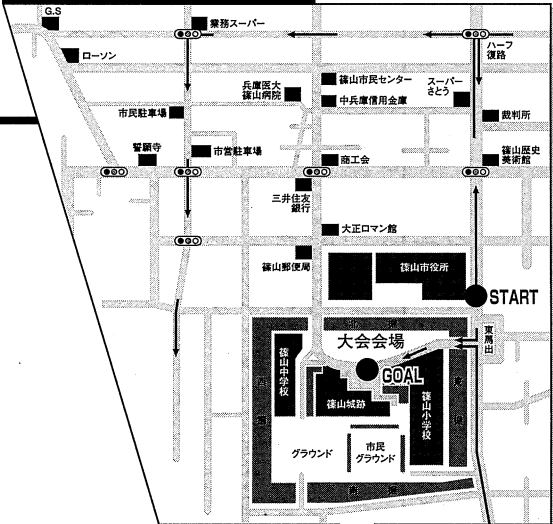 G.S
業務スーパー
ローソン
ハーフ
復路
篠山市民センター
兵庫医大
篠山病院
スーパー
さとう
中兵庫信用金庫
市民駐車場
裁判所
誓願寺
市営駐車場
商工会
篠山歴史
美術館
三井住友
銀行
大正ロマン館
篠山郵便局
篠山市役所
START
東馬出
大会会場
篠山中学校
GOAL
篠山城跡
篠山小学校
グラウンド
市民
グラウンド